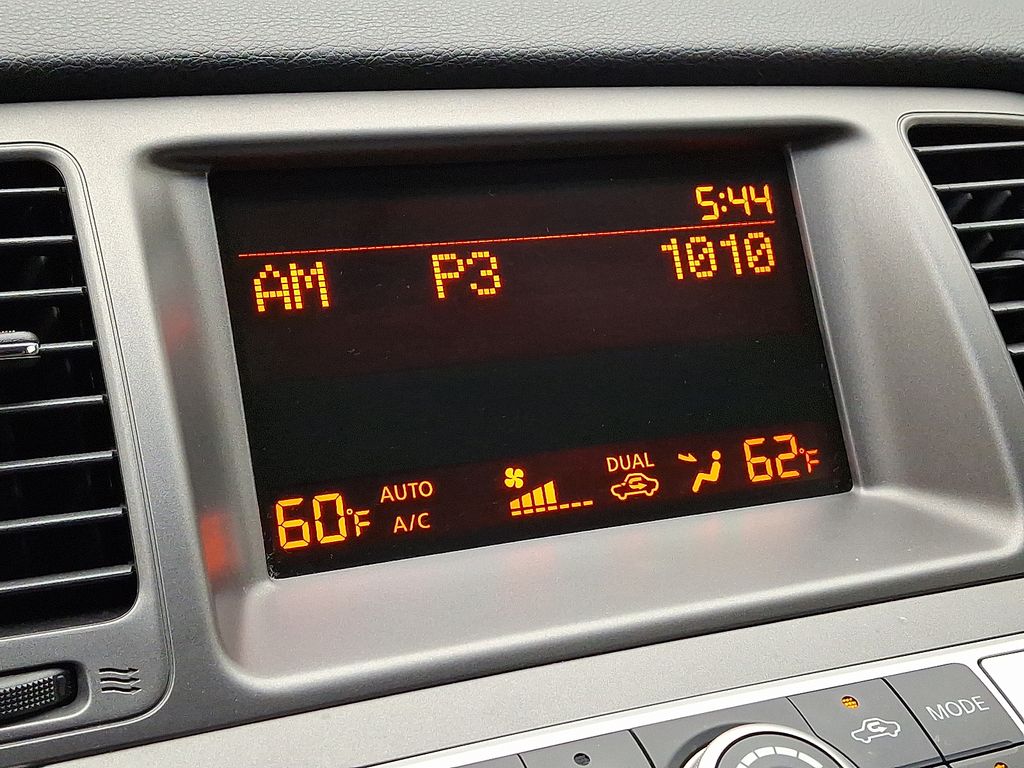 5:44
AM P3 1010
60°F AUTO A/C DUAL 62°F
MODE